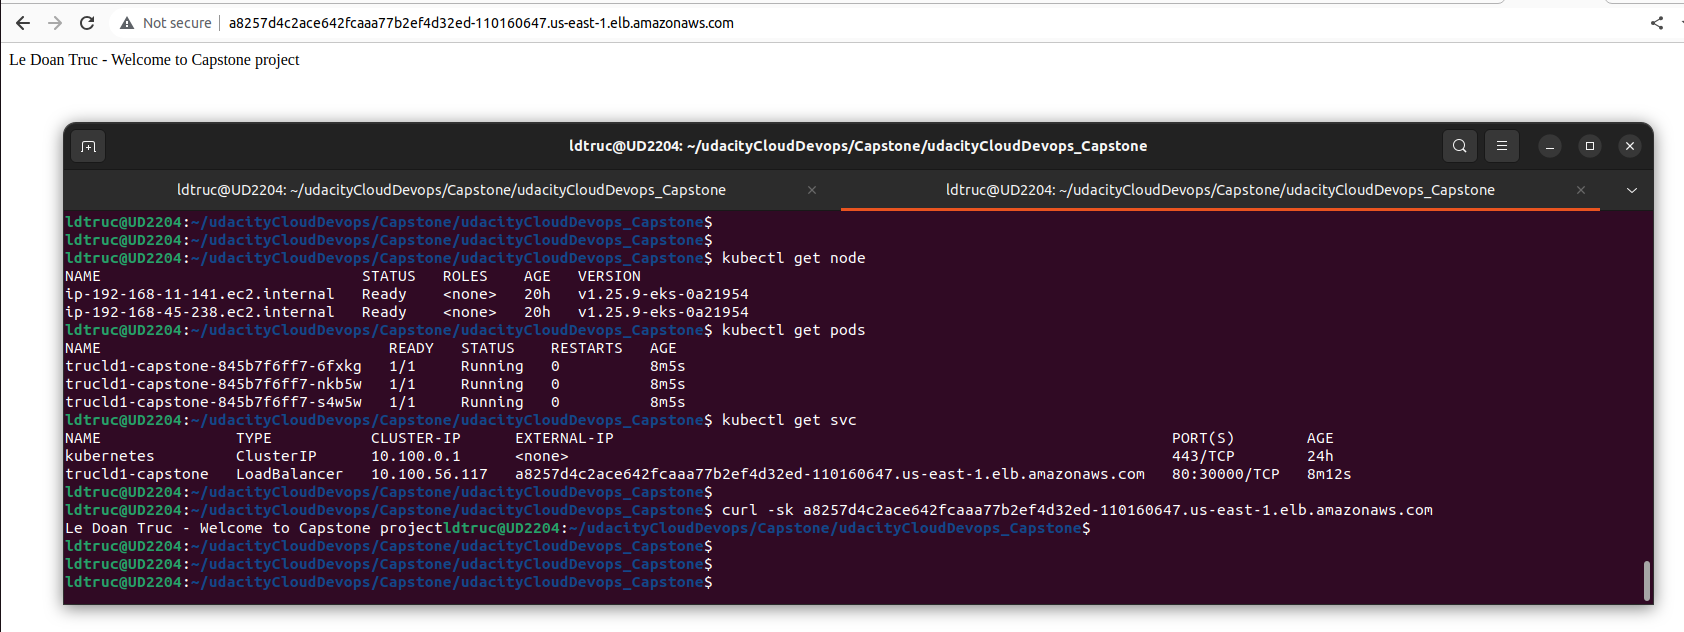 Not secure | a8257d4c2ace642fcaaa77b2ef4d32ed-110160647.us-east-1.elb.amazonaws.com
Le Doan Truc - Welcome to Capstone project
ldtruc@UD2204: ~/udacityCloudDevops/Capstone/udacityCloudDevops_Capstone
ldtruc@UD2204: ~/udacityCloudDevops/Capstone/udacityCloudDevops_Capstone
ldtruc@UD2204: ~/udacityCloudDevops/Capstone/udacityCloudDevops_Capstone
ldtruc@UD2204:~/udacityCloudDevops/Capstone/udacityCloudDevops_Capstone$
ldtruc@UD2204:~/udacityCloudDevops/Capstone/udacityCloudDevops_Capstone$
ldtruc@UD2204:~/udacityCloudDevops/Capstone/udacityCloudDevops_Capstone$ kubectl get node
NAME STATUS ROLES AGE VERSION
ip-192-168-11-141.ec2.internal Ready <none> 20h v1.25.9-eks-0a21954
ip-192-168-45-238.ec2.internal Ready <none> 20h v1.25.9-eks-0a21954
ldtruc@UD2204:~/udacityCloudDevops/Capstone/udacityCloudDevops_Capstone$ kubectl get pods
NAME READY STATUS RESTARTS AGE
trucld1-capstone-845b7f6ff7-6fxkg 1/1 Running 0 8m5s
trucld1-capstone-845b7f6ff7-nkb5w 1/1 Running 0 8m5s
trucld1-capstone-845b7f6ff7-s4w5w 1/1 Running 0 8m5s
ldtruc@UD2204:~/udacityCloudDevops/Capstone/udacityCloudDevops_Capstone$ kubectl get svc
NAME TYPE CLUSTER-IP EXTERNAL-IP PORT(S) AGE
kubernetes ClusterIP 10.100.0.1 <none> 443/TCP 24h
trucld1-capstone LoadBalancer 10.100.56.117 a8257d4c2ace642fcaaa77b2ef4d32ed-110160647.us-east-1.elb.amazonaws.com 80:30000/TCP 8m12s
ldtruc@UD2204:~/udacityCloudDevops/Capstone/udacityCloudDevops_Capstone$
ldtruc@UD2204:~/udacityCloudDevops/Capstone/udacityCloudDevops_Capstone$ curl -sk a8257d4c2ace642fcaaa77b2ef4d32ed-110160647.us-east-1.elb.amazonaws.com
Le Doan Truc - Welcome to Capstone projectldtruc@UD2204:~/udacityCloudDevops/Capstone/udacityCloudDevops_Capstone$
ldtruc@UD2204:~/udacityCloudDevops/Capstone/udacityCloudDevops_Capstone$
ldtruc@UD2204:~/udacityCloudDevops/Capstone/udacityCloudDevops_Capstone$
ldtruc@UD2204:~/udacityCloudDevops/Capstone/udacityCloudDevops_Capstone$